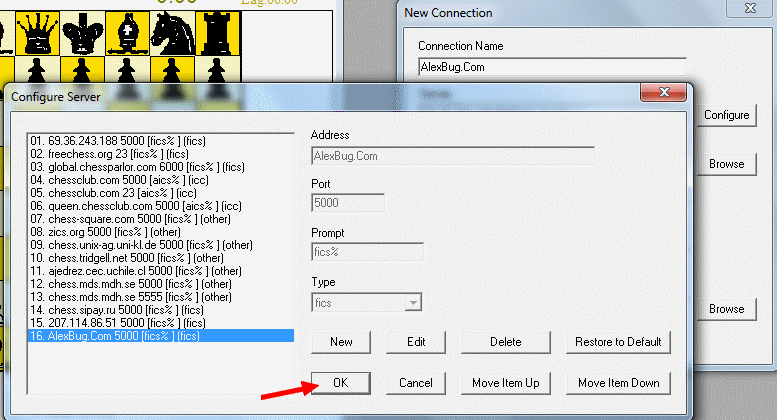 Lag:00:00
New Connection
Connection Name
AlexBug.Com
Configure
Browse
Browse
Configure Server
01. 69.36.243.188 5000 [fics% ] (fics)
02. freechess.org 23 [fics% ] (fics)
03. global.chessparlor.com 6000 [fics% ] (fics)
04. chessclub.com 5000 [aics% ] (icc)
05. chessclub.com 23 [aics% ] (icc)
06. queen.chessclub.com 5000 [aics% ] (icc)
07. chess-square.com 5000 [fics% ] (other)
08. zics.org 5000 [fics% ] (other)
09. chess.unix-ag.uni-kl.de 5000 [fics% ] (other)
10. chess.tridgell.net 5000 [fics% ] (other)
11. ajedrez.cec.uchile.cl 5000 [fics% ] (other)
12. chess.mds.mdh.se 5000 [fics% ] (other)
13. chess.mds.mdh.se 5555 [fics% ] (other)
14. chess.sipay.ru 5000 [fics% ] (fics)
15. 207.114.86.51 5000 [fics% ] (fics)
16. AlexBug.Com 5000 [fics% ] (fics)
Address
AlexBug.Com
Port
5000
Prompt
fics%
Type
fics
New Edit Delete Restore to Default
OK Cancel Move Item Up Move Item Down